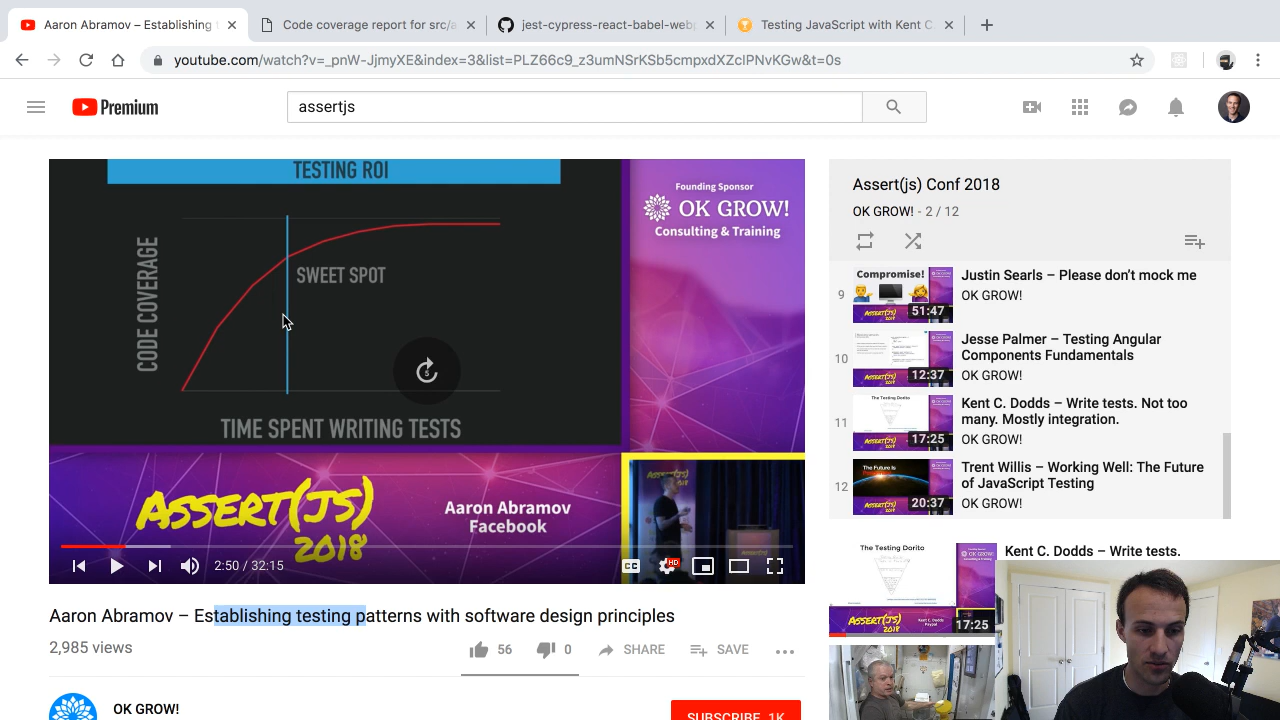 Aaron Abramov – Establishing t
Code coverage report for src/a
jest-cypress-react-babel-web
Testing JavaScript with Kent C.
youtube.com/watch?v=_pnW-JjmyXE&index=3&list=PLZ66c9_z3umNSrKSb5cmpxdXZcIPNvKGw&t=0s
Premium
assertjs
TESTING ROI
CODE COVERAGE
SWEET SPOT
5
TIME SPENT WRITING TESTS
Founding Sponsor
OK GROW!
Consulting & Training
ASSERT(JS)
2018
Aaron Abramov
Facebook
2:50 / 32:1
CC
HD
Aaron Abramov – Establishing testing patterns with software design principles
2,985 views
56
0
SHARE
SAVE
OK GROW!
SUBSCRIBE 1K
Assert(js) Conf 2018
OK GROW! - 2 / 12
9
Compromise!
51:47
Justin Searls – Please don't mock me
OK GROW!
10
12:37
Jesse Palmer – Testing Angular
Components Fundamentals
OK GROW!
11
The Testing Dorito
17:25
Kent C. Dodds – Write tests. Not too
many. Mostly integration.
OK GROW!
12
The Future Is
20:37
Trent Willis – Working Well: The Future
of JavaScript Testing
OK GROW!
The Testing Dorito
ASSERT(JS)
17:25
Kent C. Dodds – Write tests.